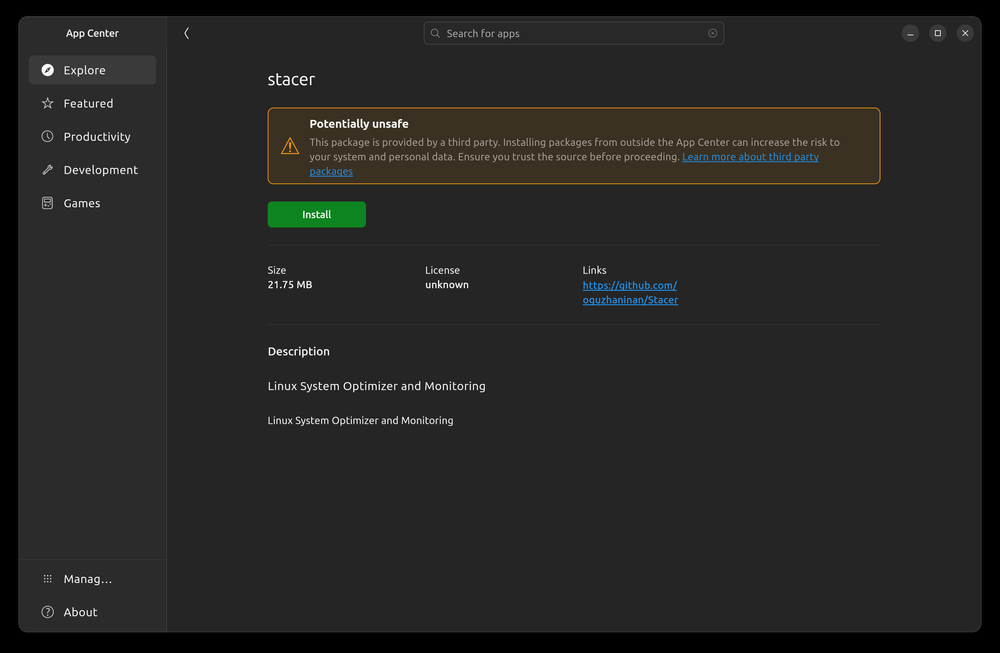 App Center
Search for apps
Explore
Featured
Productivity
Development
Games
Manag...
About
stacer
Potentially unsafe
This package is provided by a third party. Installing packages from outside the App Center can increase the risk to
your system and personal data. Ensure you trust the source before proceeding. Learn more about third party
packages
Install
Size
21.75 MB
License
unknown
Links
https://github.com/
oguzhaninan/Stacer
Description
Linux System Optimizer and Monitoring
Linux System Optimizer and Monitoring